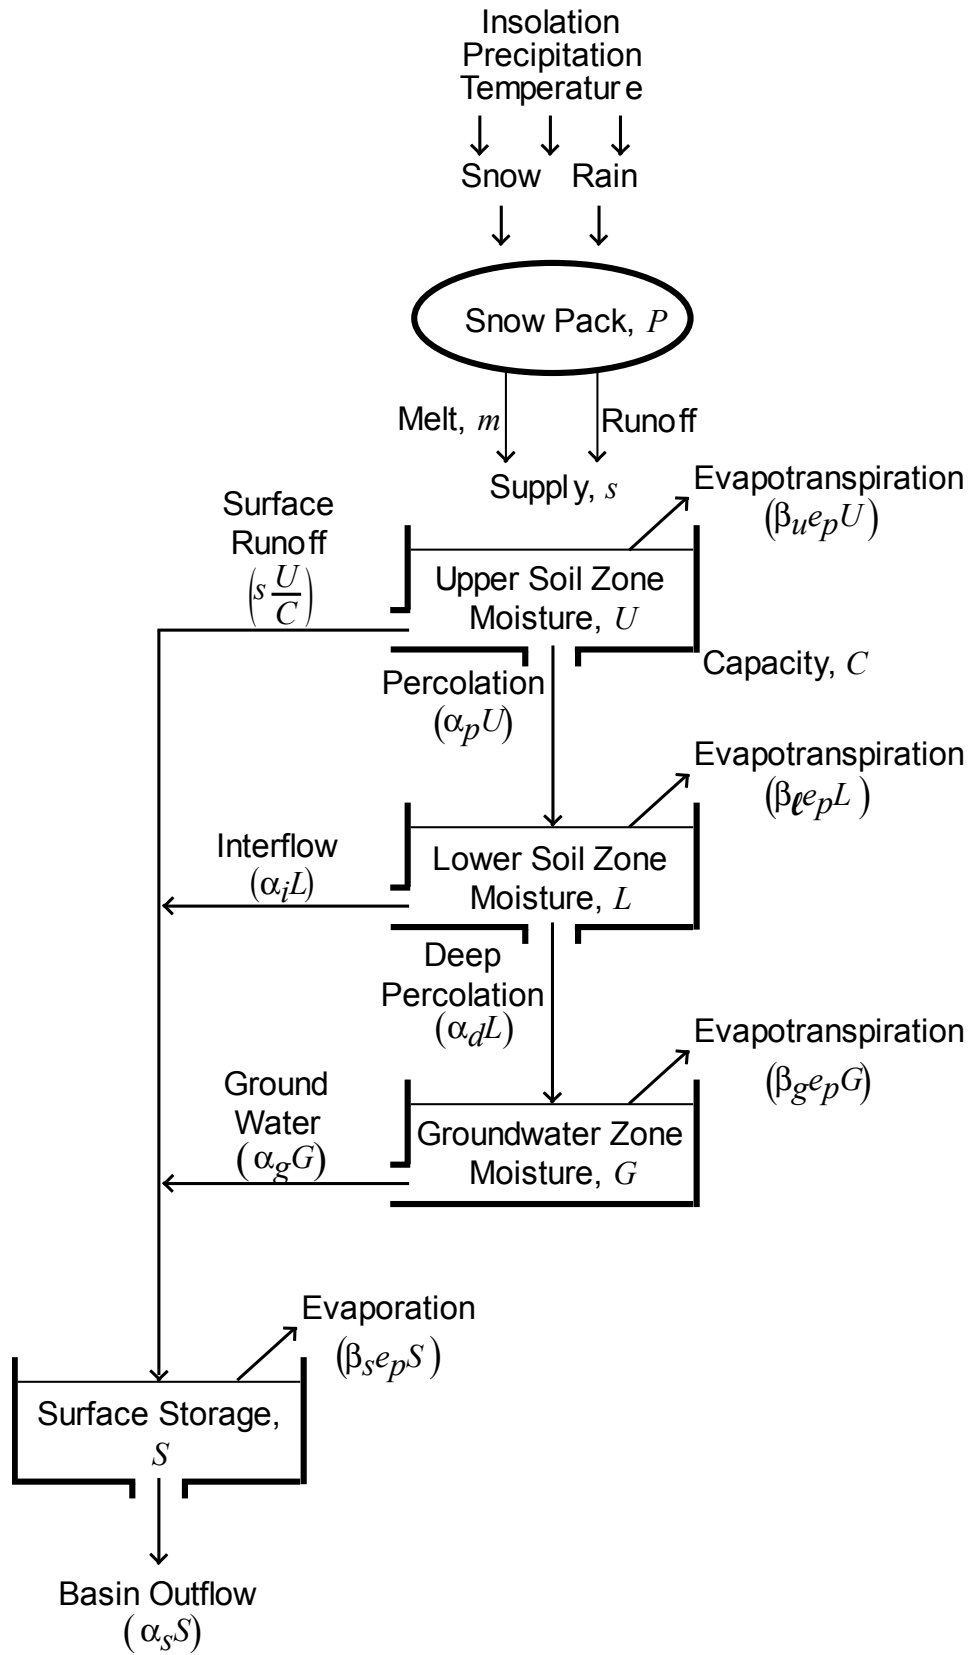 Insolation
Precipitation
Temperature
Snow Rain
Snow Pack, P
Melt, m
Runoff
Supply, s
Evapotranspiration
(β_u e_p U)
Surface
Runoff
(s U/C)
Upper Soil Zone
Moisture, U
Capacity, C
Percolation
(α_p U)
Evapotranspiration
(β_ℓ e_p L)
Interflow
(α_i L)
Lower Soil Zone
Moisture, L
Deep
Percolation
(α_d L)
Evapotranspiration
(β_g e_p G)
Ground
Water
(α_g G)
Groundwater Zone
Moisture, G
Evaporation
(β_s e_p S)
Surface Storage,
S
Basin Outflow
(α_s S)